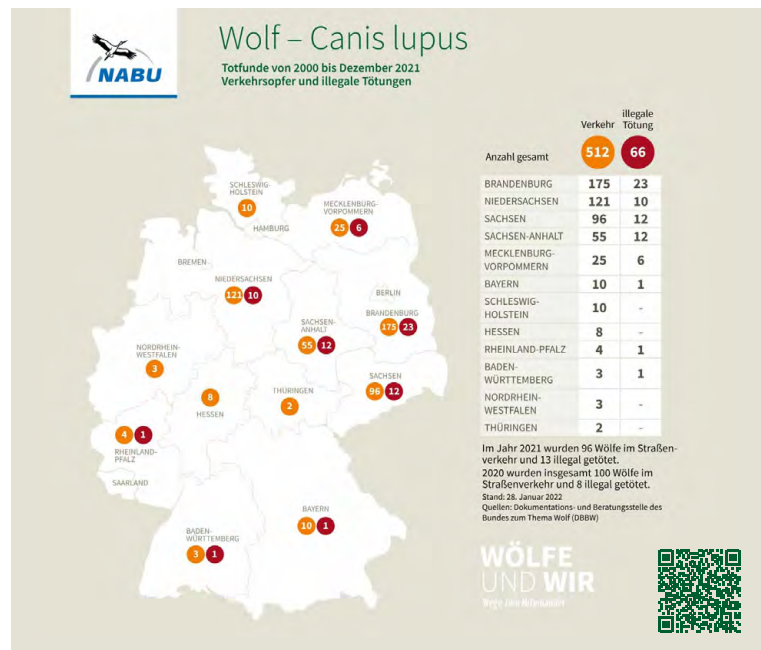 NABU
Wolf – Canis lupus
Totfunde von 2000 bis Dezember 2021
Verkehrsopfer und illegale Tötungen
SCHLESWIG-
HOLSTEIN
10
MECKLENBURG-
VORPOMMERN
25 6
HAMBURG
BREMEN
NIEDERSACHSEN
121 10
BERLIN
BRANDENBURG
175 23
SACHSEN-
ANHALT
55 12
NORDRHEIN-
WESTFALEN
3
SACHSEN
96 12
8
HESSEN
THÜRINGEN
2
4 1
RHEINLAND-
PFALZ
SAARLAND
BAYERN
10 1
BADEN-
WÜRTTEMBERG
3 1
illegale
Verkehr Tötung
Anzahl gesamt 512 66
BRANDENBURG 175 23
NIEDERSACHSEN 121 10
SACHSEN 96 12
SACHSEN-ANHALT 55 12
MECKLENBURG-
VORPOMMERN 25 6
BAYERN 10 1
SCHLESWIG-
HOLSTEIN 10 -
HESSEN 8 -
RHEINLAND-PFALZ 4 1
BADEN-
WÜRTTEMBERG 3 1
NORDRHEIN-
WESTFALEN 3 -
THÜRINGEN 2 -
Im Jahr 2021 wurden 96 Wölfe im Straßen-
verkehr und 13 illegal getötet.
2020 wurden insgesamt 100 Wölfe im
Straßenverkehr und 8 illegal getötet.
Stand: 28. Januar 2022
Quellen: Dokumentations- und Beratungsstelle des
Bundes zum Thema Wolf (DBBW)
WÖLFE
UND WIR